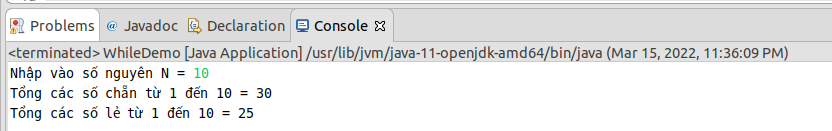 Problems @ Javadoc Declaration Console
<terminated> WhileDemo [Java Application] /usr/lib/jvm/java-11-openjdk-amd64/bin/java (Mar 15, 2022, 11:36:09 PM)
Nhập vào số nguyên N = 10
Tổng các số chẵn từ 1 đến 10 = 30
Tổng các số lẻ từ 1 đến 10 = 25